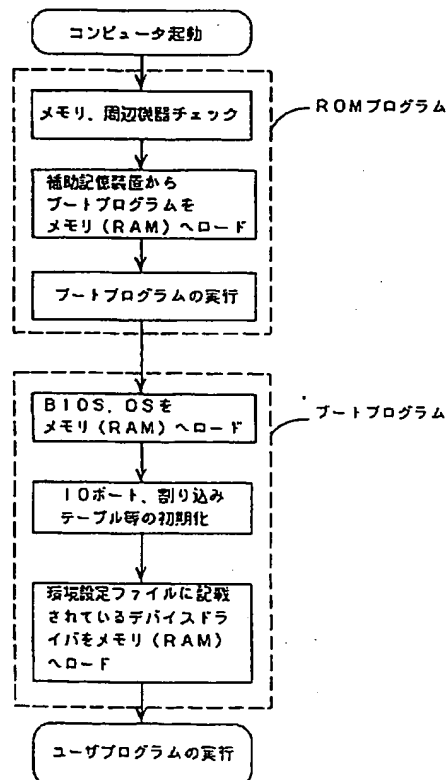 コンピュータ起動
メモリ、周辺機器チェック
ROMプログラム
補助記憶装置から
ブートプログラムを
メモリ(RAM)へロード
ブートプログラムの実行
BIOS、OSを
メモリ(RAM)へロード
ブートプログラム
IOポート、割り込み
テーブル等の初期化
環境設定ファイルに記載
されているデバイスドラ
イバをメモリ(RAM)
へロード
ユーザプログラムの実行